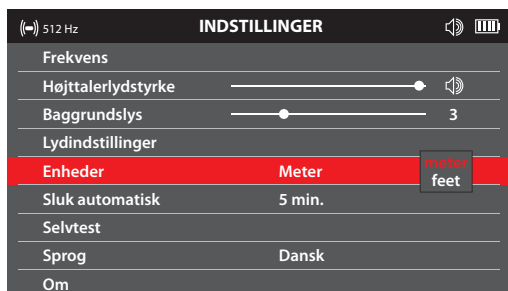 512 Hz INDSTILLINGER
Frekvens
Højttalerlydstyrke
Baggrundslys 3
Lydindstillinger
Enheder Meter meter
feet
Sluk automatisk 5 min.
Selvtest
Sprog Dansk
Om